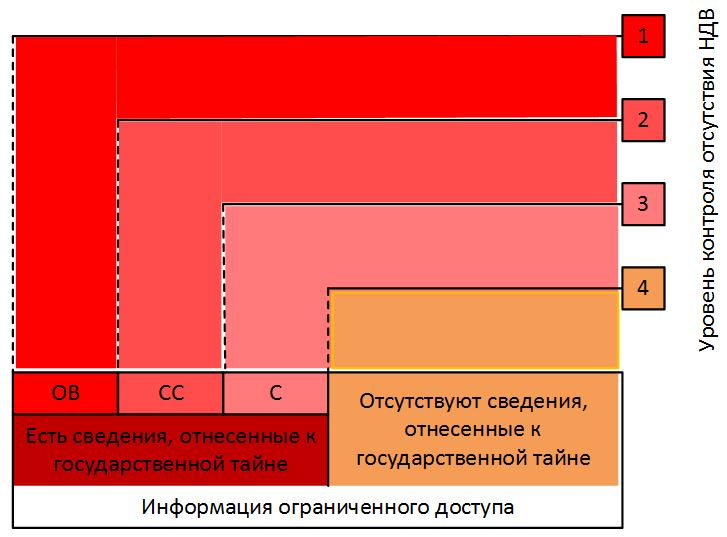 1
2
3
4
Уровень контроля отсутствия НДВ
ОВ
СС
С
Есть сведения, отнесенные к
государственной тайне
Отсутствуют сведения,
отнесенные к
государственной тайне
Информация ограниченного доступа